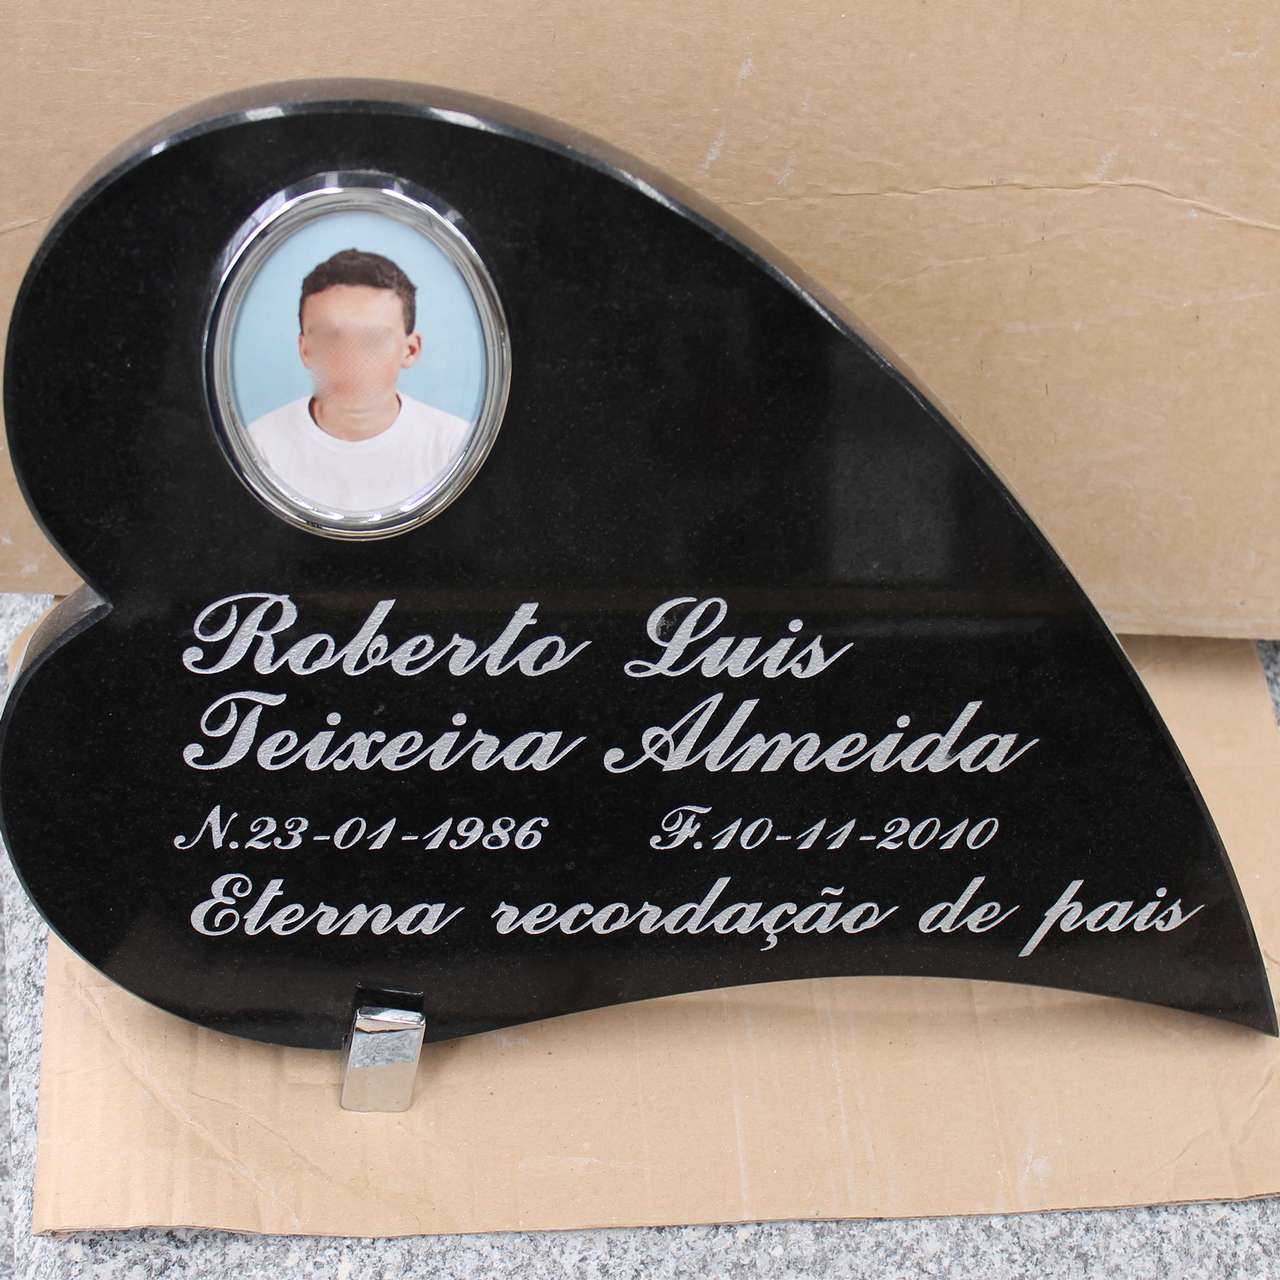 Roberto Luis
Teixeira Almeida
N.23-01-1986 F.10-11-2010
Eterna recordação de pais